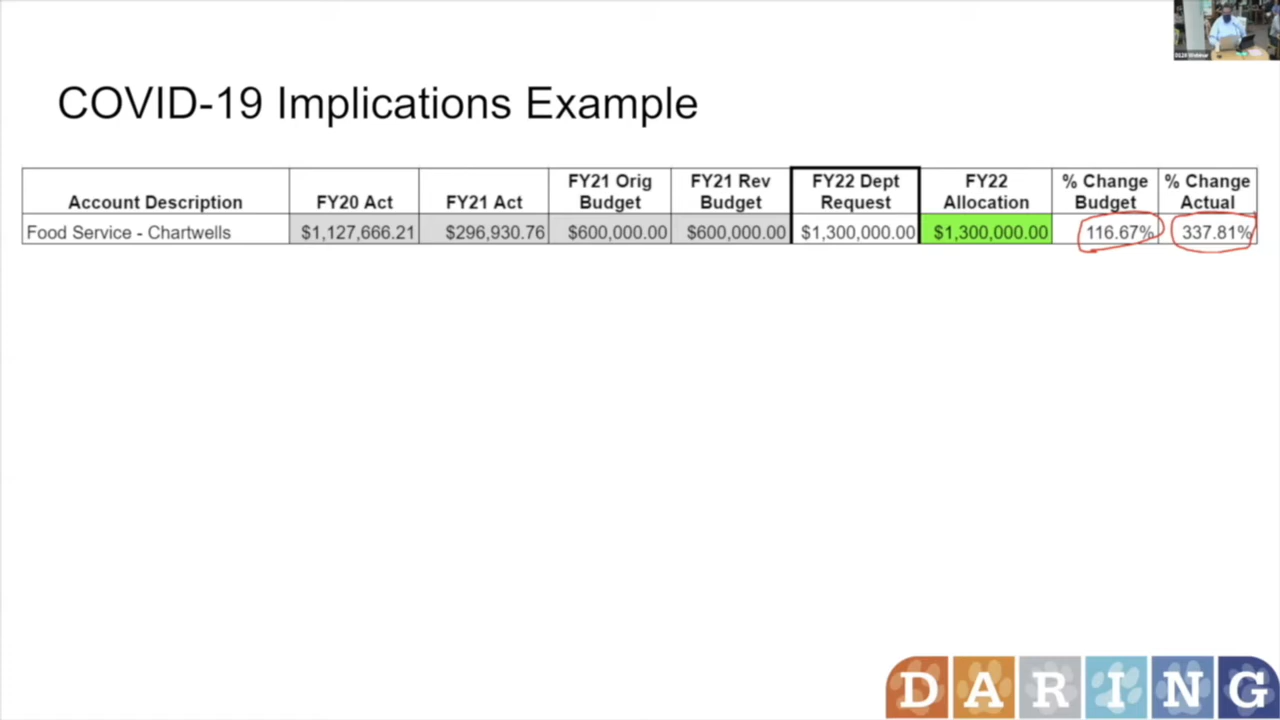 COVID-19 Implications Example
Account Description FY20 Act FY21 Act FY21 Orig Budget FY21 Rev Budget FY22 Dept Request FY22 Allocation % Change Budget % Change Actual
Food Service - Chartwells $1,127,666.21 $296,930.76 $600,000.00 $600,000.00 $1,300,000.00 $1,300,000.00 116.67% 337.81%
DARING